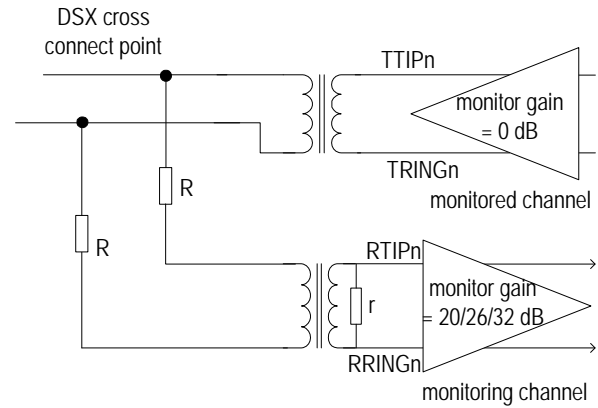 DSX cross
connect point
TTIPn
monitor gain
= 0 dB
TRINGn
monitored channel
R
R
RTIPn
monitor gain
= 20/26/32 dB
r
RRINGn
monitoring channel